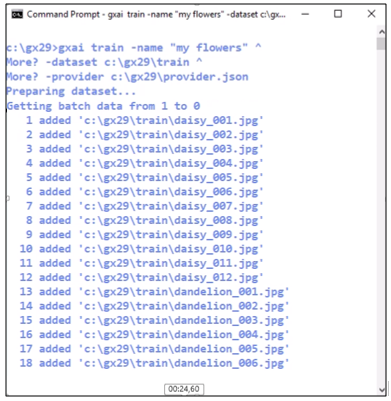 Command Prompt - gxai train -name "my flowers" -dataset c:\gx...
c:\gx29>gxai train -name "my flowers" ^
More? -dataset c:\gx29\train ^
More? -provider c:\gx29\provider.json
Preparing dataset...
Getting batch data from 1 to 0
1 added 'c:\gx29\train\daisy_001.jpg'
2 added 'c:\gx29\train\daisy_002.jpg'
3 added 'c:\gx29\train\daisy_003.jpg'
4 added 'c:\gx29\train\daisy_004.jpg'
5 added 'c:\gx29\train\daisy_005.jpg'
6 added 'c:\gx29\train\daisy_006.jpg'
7 added 'c:\gx29\train\daisy_007.jpg'
8 added 'c:\gx29\train\daisy_008.jpg'
9 added 'c:\gx29\train\daisy_009.jpg'
10 added 'c:\gx29\train\daisy_010.jpg'
11 added 'c:\gx29\train\daisy_011.jpg'
12 added 'c:\gx29\train\daisy_012.jpg'
13 added 'c:\gx29\train\dandelion_001.jpg'
14 added 'c:\gx29\train\dandelion_002.jpg'
15 added 'c:\gx29\train\dandelion_003.jpg'
16 added 'c:\gx29\train\dandelion_004.jpg'
17 added 'c:\gx29\train\dandelion_005.jpg'
18 added 'c:\gx29\train\dandelion_006.jpg'
00:24,60